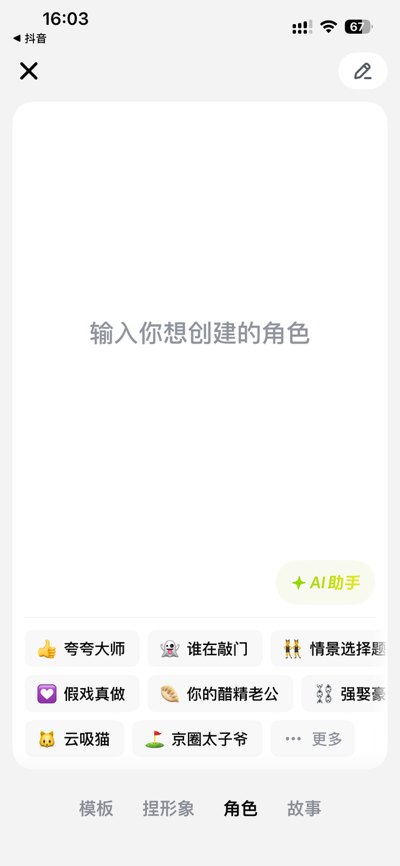 16:03
67
抖音
输入你想创建的角色
AI助手
夸夸大师
谁在敲门
情景选择题
假戏真做
你的醋精老公
强娶豪
云吸猫
京圈太子爷
更多
模板
捏形象
角色
故事